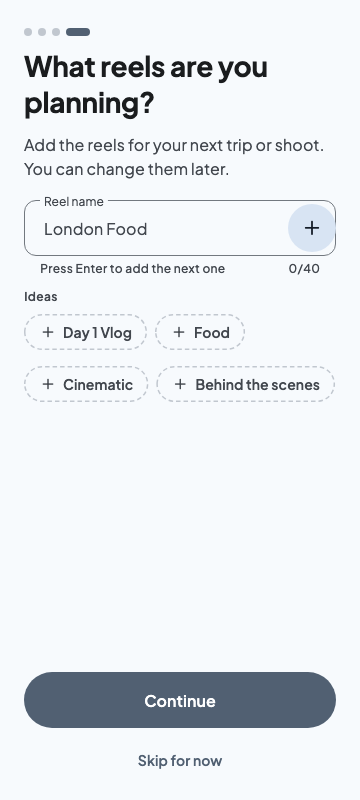 What reels are you
planning?
Add the reels for your next trip or shoot.
You can change them later.
Reel name
London Food
Press Enter to add the next one 0/40
Ideas
Day 1 Vlog Food
Cinematic Behind the scenes
Continue
Skip for now